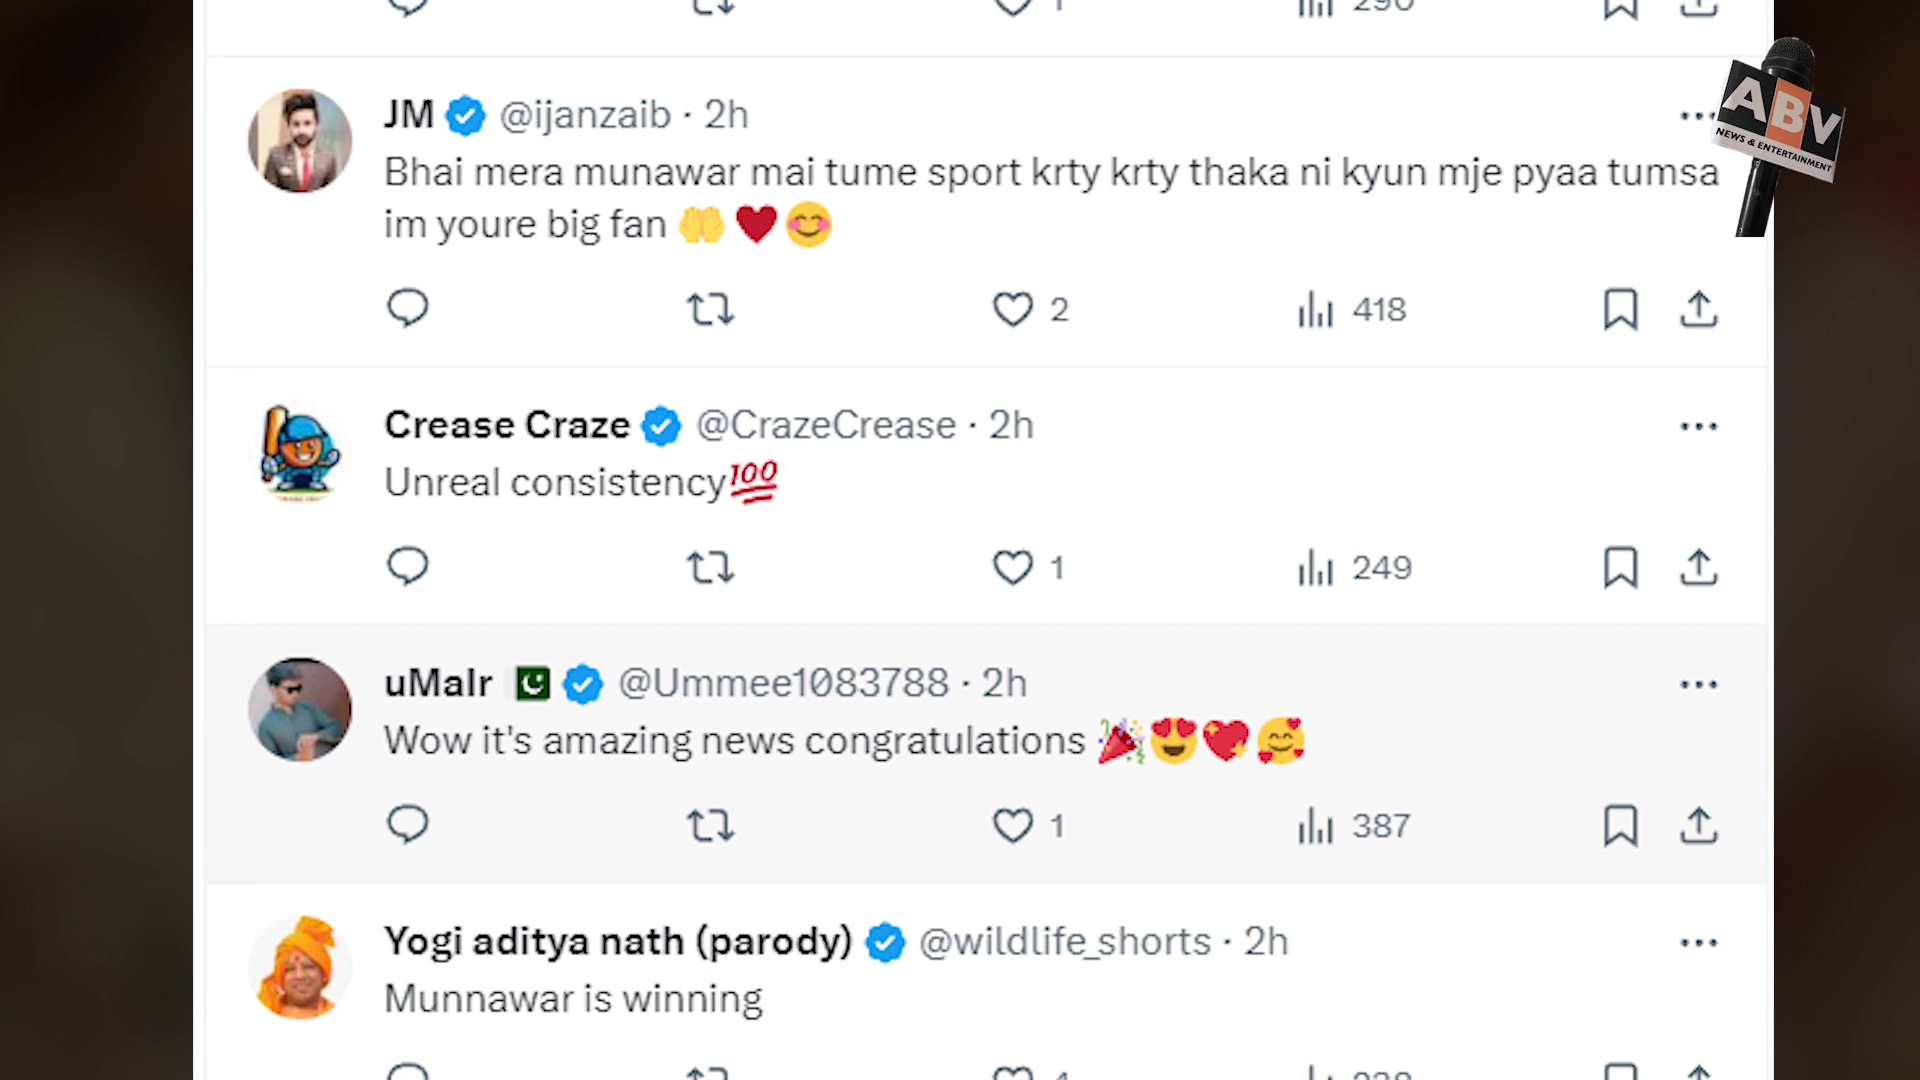 290
JM @ijanzaib · 2h
Bhai mera munawar mai tume sport krty krty thaka ni kyun mje pyaa tumsa
im youre big fan 🤲♥️😊
2 418
Crease Craze @CrazeCrease · 2h
Unreal consistency💯
1 249
uMaIr 🇵🇰 @Ummee1083788 · 2h
Wow it's amazing news congratulations 🎉😍💖🥰
1 387
Yogi aditya nath (parody) @wildlife_shorts · 2h
Munnawar is winning
ABV
NEWS & ENTERTAINMENT